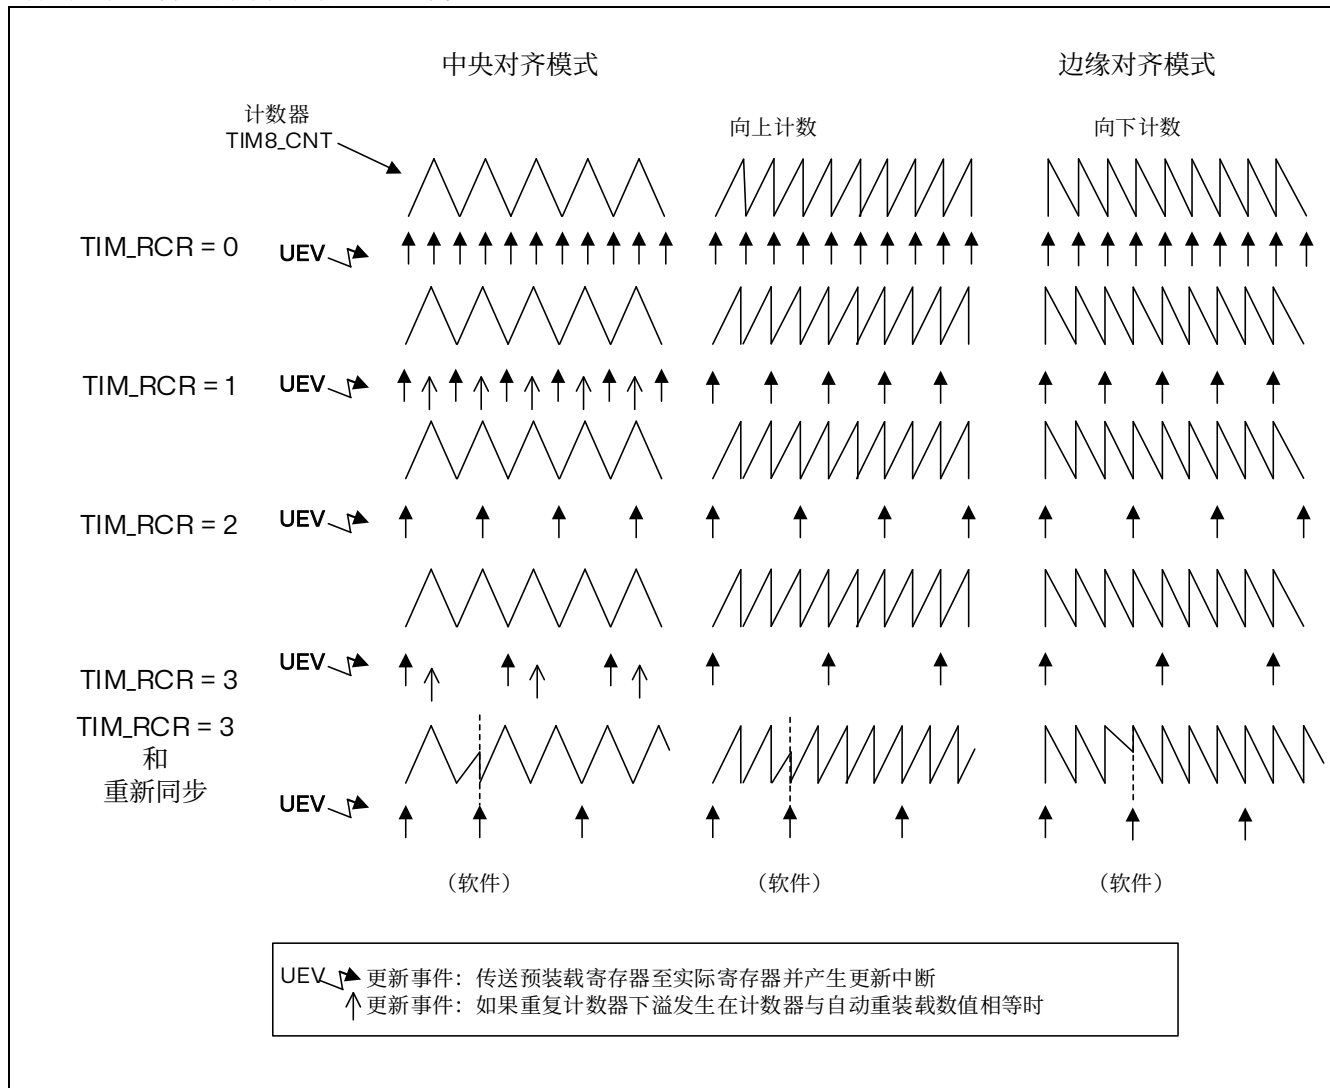 中央对齐模式
边缘对齐模式
计数器
TIM8_CNT
向上计数
向下计数
TIM_RCR = 0
UEV
TIM_RCR = 1
UEV
TIM_RCR = 2
UEV
TIM_RCR = 3
UEV
TIM_RCR = 3
和
重新同步
UEV
（软件）
（软件）
（软件）
UEV 更新事件：传送预装载寄存器至实际寄存器并产生更新中断
更新事件：如果重复计数器下溢发生在计数器与自动重装载数值相等时